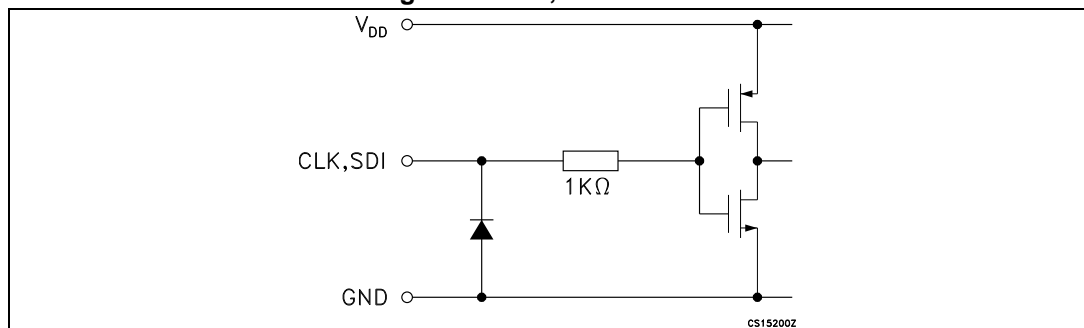 V_DD
CLK,SDI
1KΩ
GND
CS15200Z